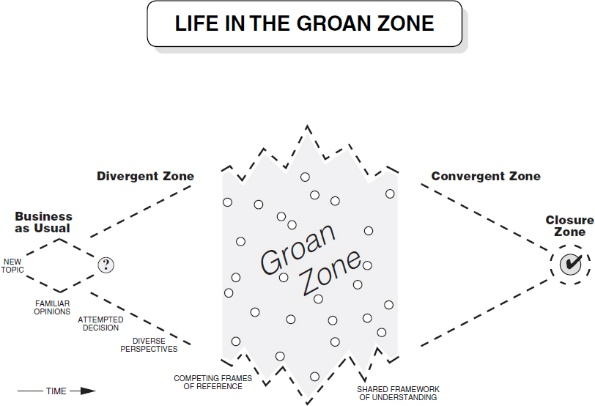 LIFE IN THE GROAN ZONE
Divergent Zone
Convergent Zone
Business
as Usual
Closure
Zone
NEW
TOPIC
?
Groan
Zone
FAMILIAR
OPINIONS
ATTEMPTED
DECISION
DIVERSE
PERSPECTIVES
COMPETING FRAMES
OF REFERENCE
SHARED FRAMEWORK
OF UNDERSTANDING
TIME